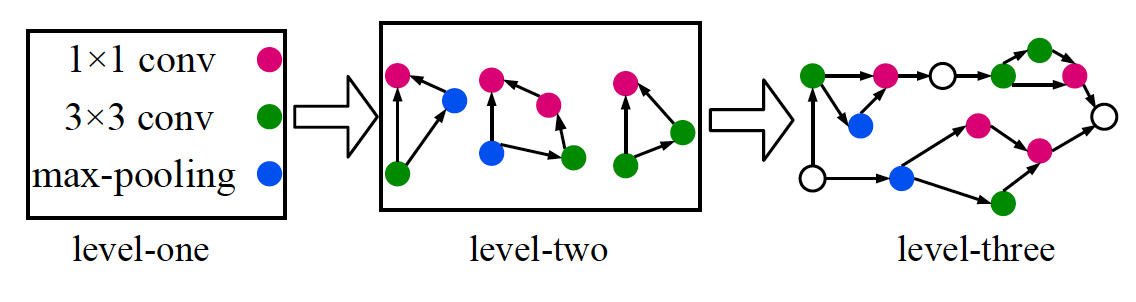 1×1 conv
3×3 conv
max-pooling
level-one
level-two
level-three